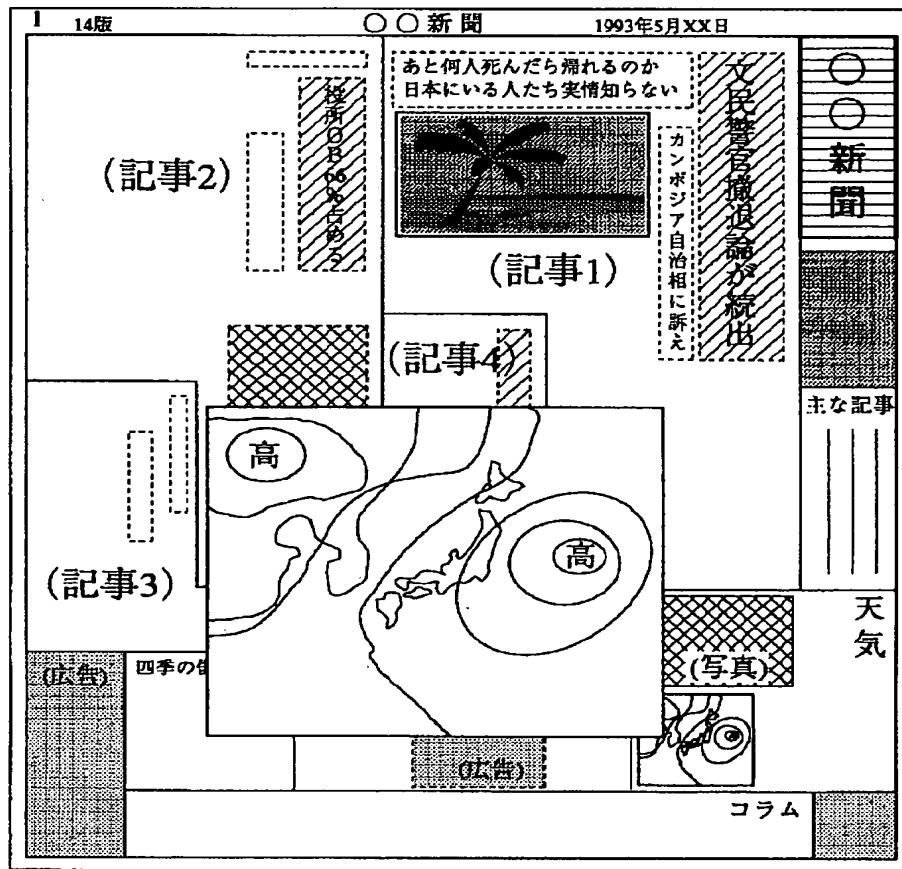 1
14版
○○新聞
1993年5月XX日
○○新聞
主な記事
文民警官撤退論が続出
カンボジア自治相に訴え
あと何人死んだら帰れるのか
日本にいる人たち実情知らない
(記事1)
役所OB66%占める
(記事2)
(記事4)
(記事3)
高
高
天気
(写真)
高
四季の
(広告)
(広告)
コラム